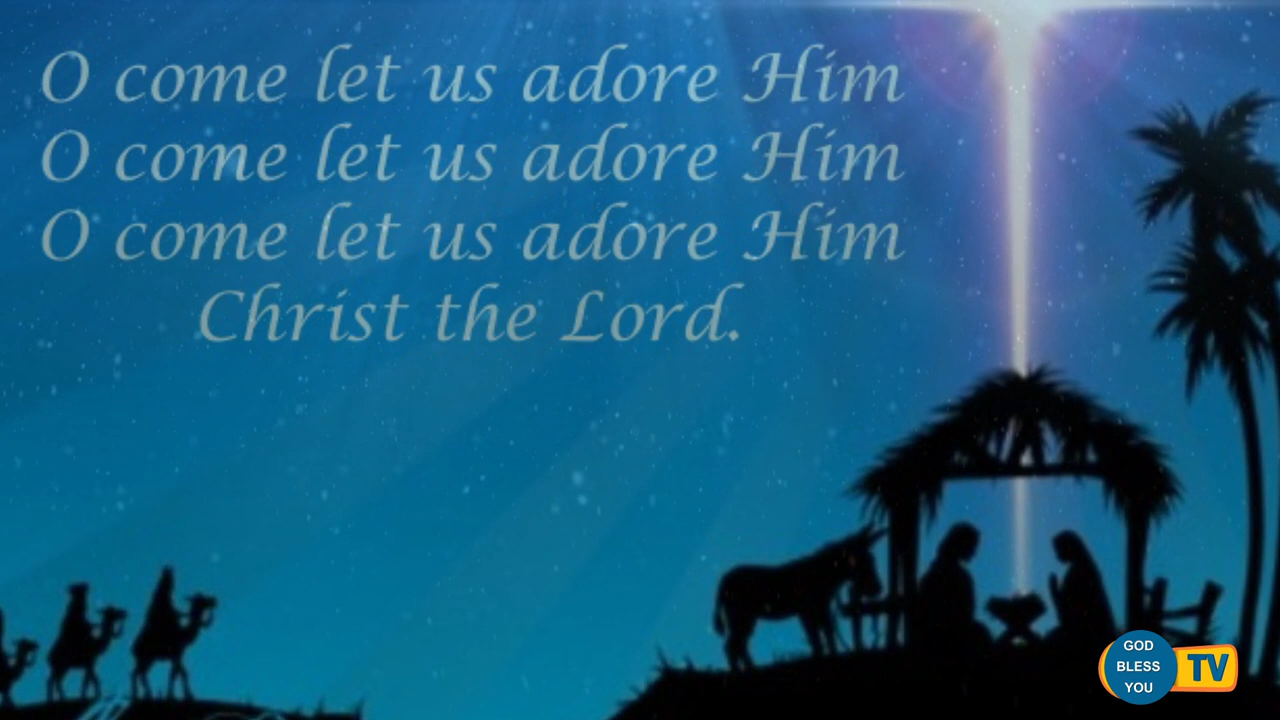 O come let us adore Him
O come let us adore Him
O come let us adore Him
Christ the Lord.
GOD
BLESS
YOU
TV